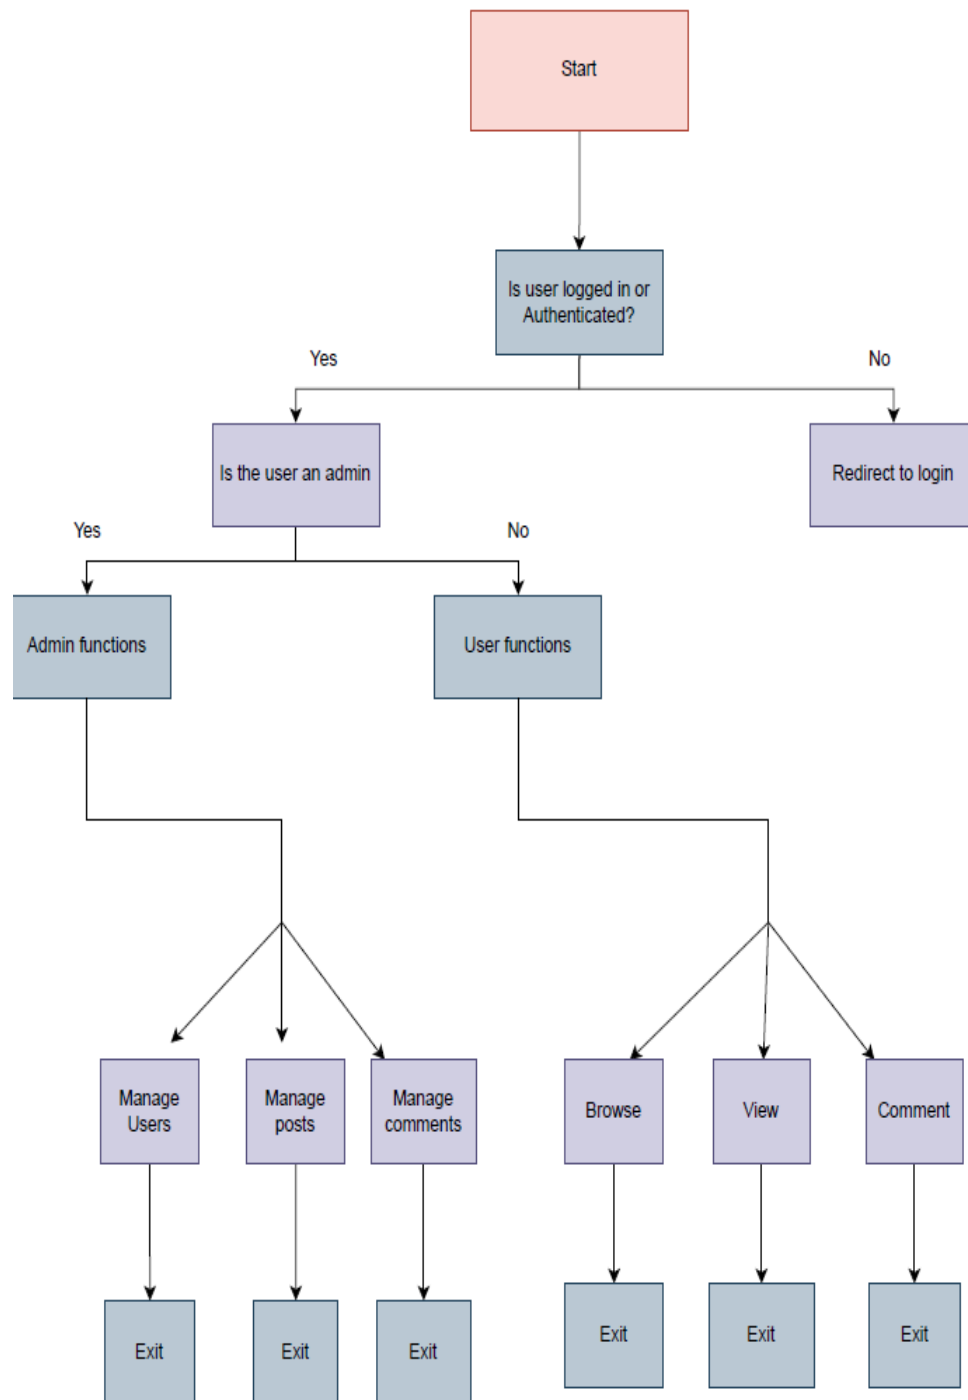 Start
Is user logged in or
Authenticated?
Yes
No
Is the user an admin
Redirect to login
Yes
No
Admin functions
User functions
Manage
Users
Manage
posts
Manage
comments
Browse
View
Comment
Exit
Exit
Exit
Exit
Exit
Exit